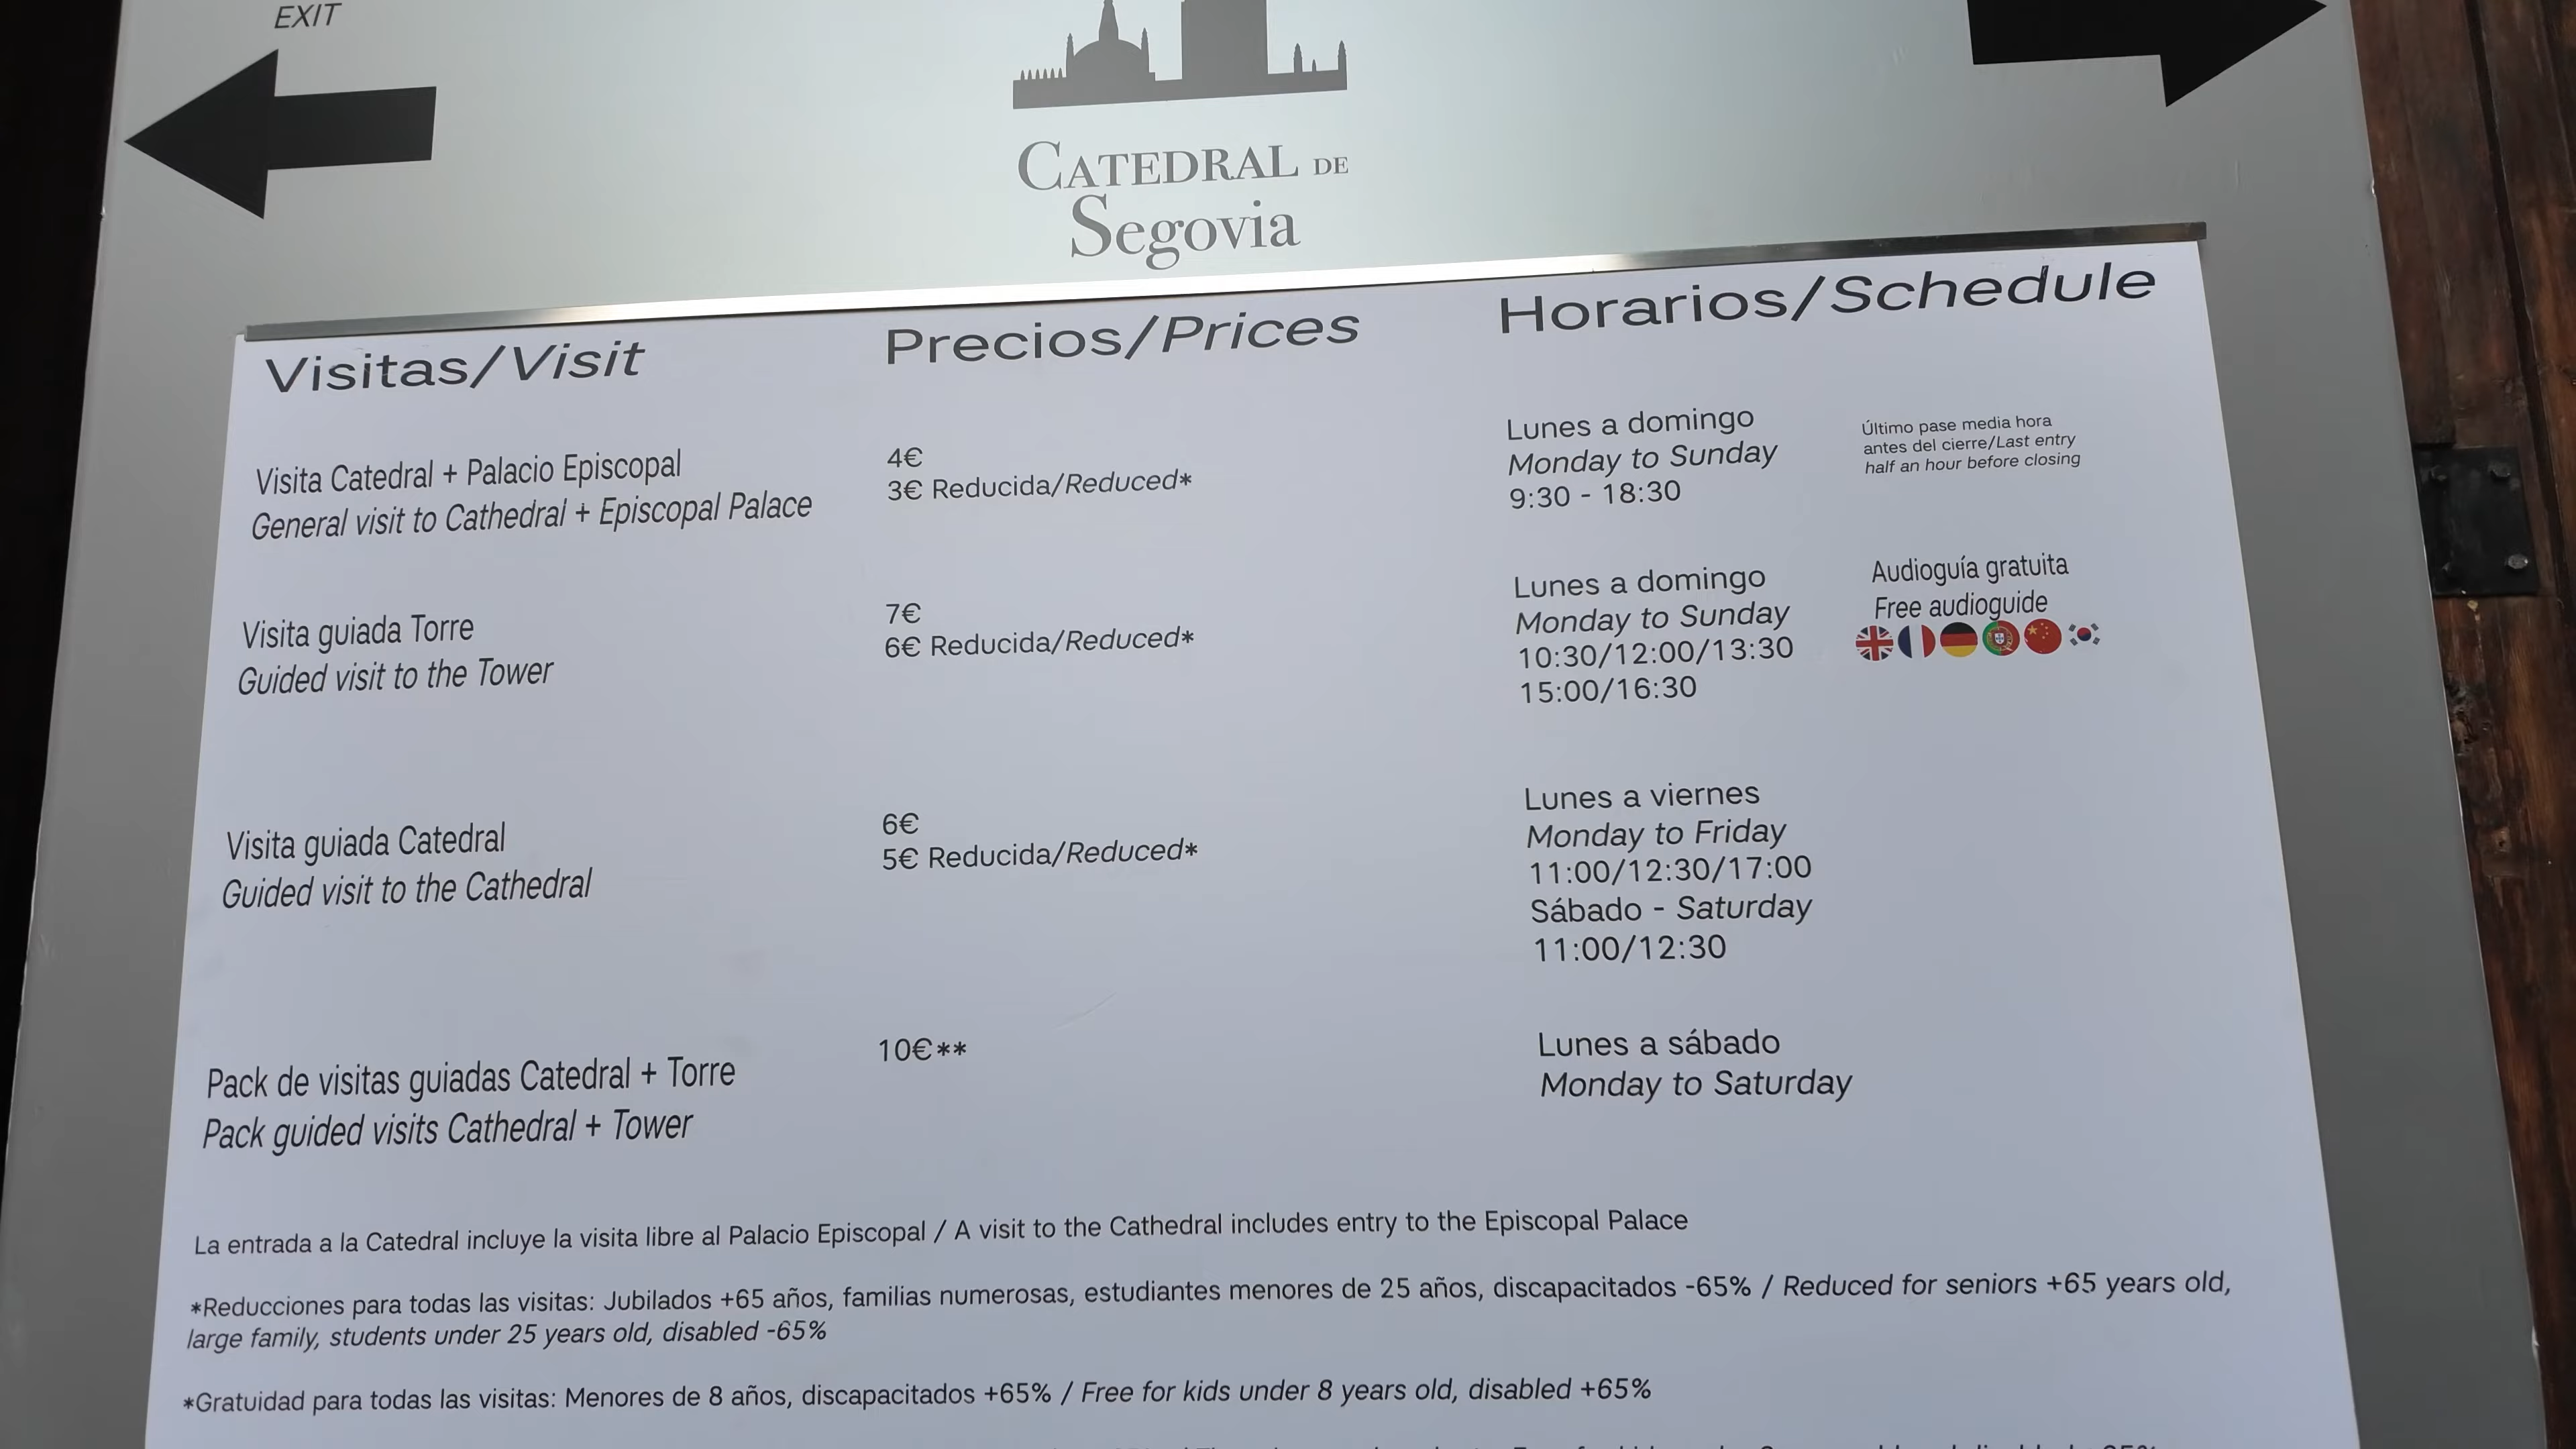 EXIT
CATEDRAL DE
Segovia
Visitas/Visit
Precios/Prices
Horarios/Schedule
Visita Catedral + Palacio Episcopal
General visit to Cathedral + Episcopal Palace
4€
3€ Reducida/Reduced*
Lunes a domingo
Monday to Sunday
9:30 - 18:30
Último pase media hora
antes del cierre/Last entry
half an hour before closing
Visita guiada Torre
Guided visit to the Tower
7€
6€ Reducida/Reduced*
Lunes a domingo
Monday to Sunday
10:30/12:00/13:30
15:00/16:30
Audioguía gratuita
Free audioguide
Visita guiada Catedral
Guided visit to the Cathedral
6€
5€ Reducida/Reduced*
Lunes a viernes
Monday to Friday
11:00/12:30/17:00
Sábado - Saturday
11:00/12:30
Pack de visitas guiadas Catedral + Torre
Pack guided visits Cathedral + Tower
10€**
Lunes a sábado
Monday to Saturday
La entrada a la Catedral incluye la visita libre al Palacio Episcopal / A visit to the Cathedral includes entry to the Episcopal Palace
*Reducciones para todas las visitas: Jubilados +65 años, familias numerosas, estudiantes menores de 25 años, discapacitados -65% / Reduced for seniors +65 years old,
large family, students under 25 years old, disabled -65%
*Gratuidad para todas las visitas: Menores de 8 años, discapacitados +65% / Free for kids under 8 years old, disabled +65%